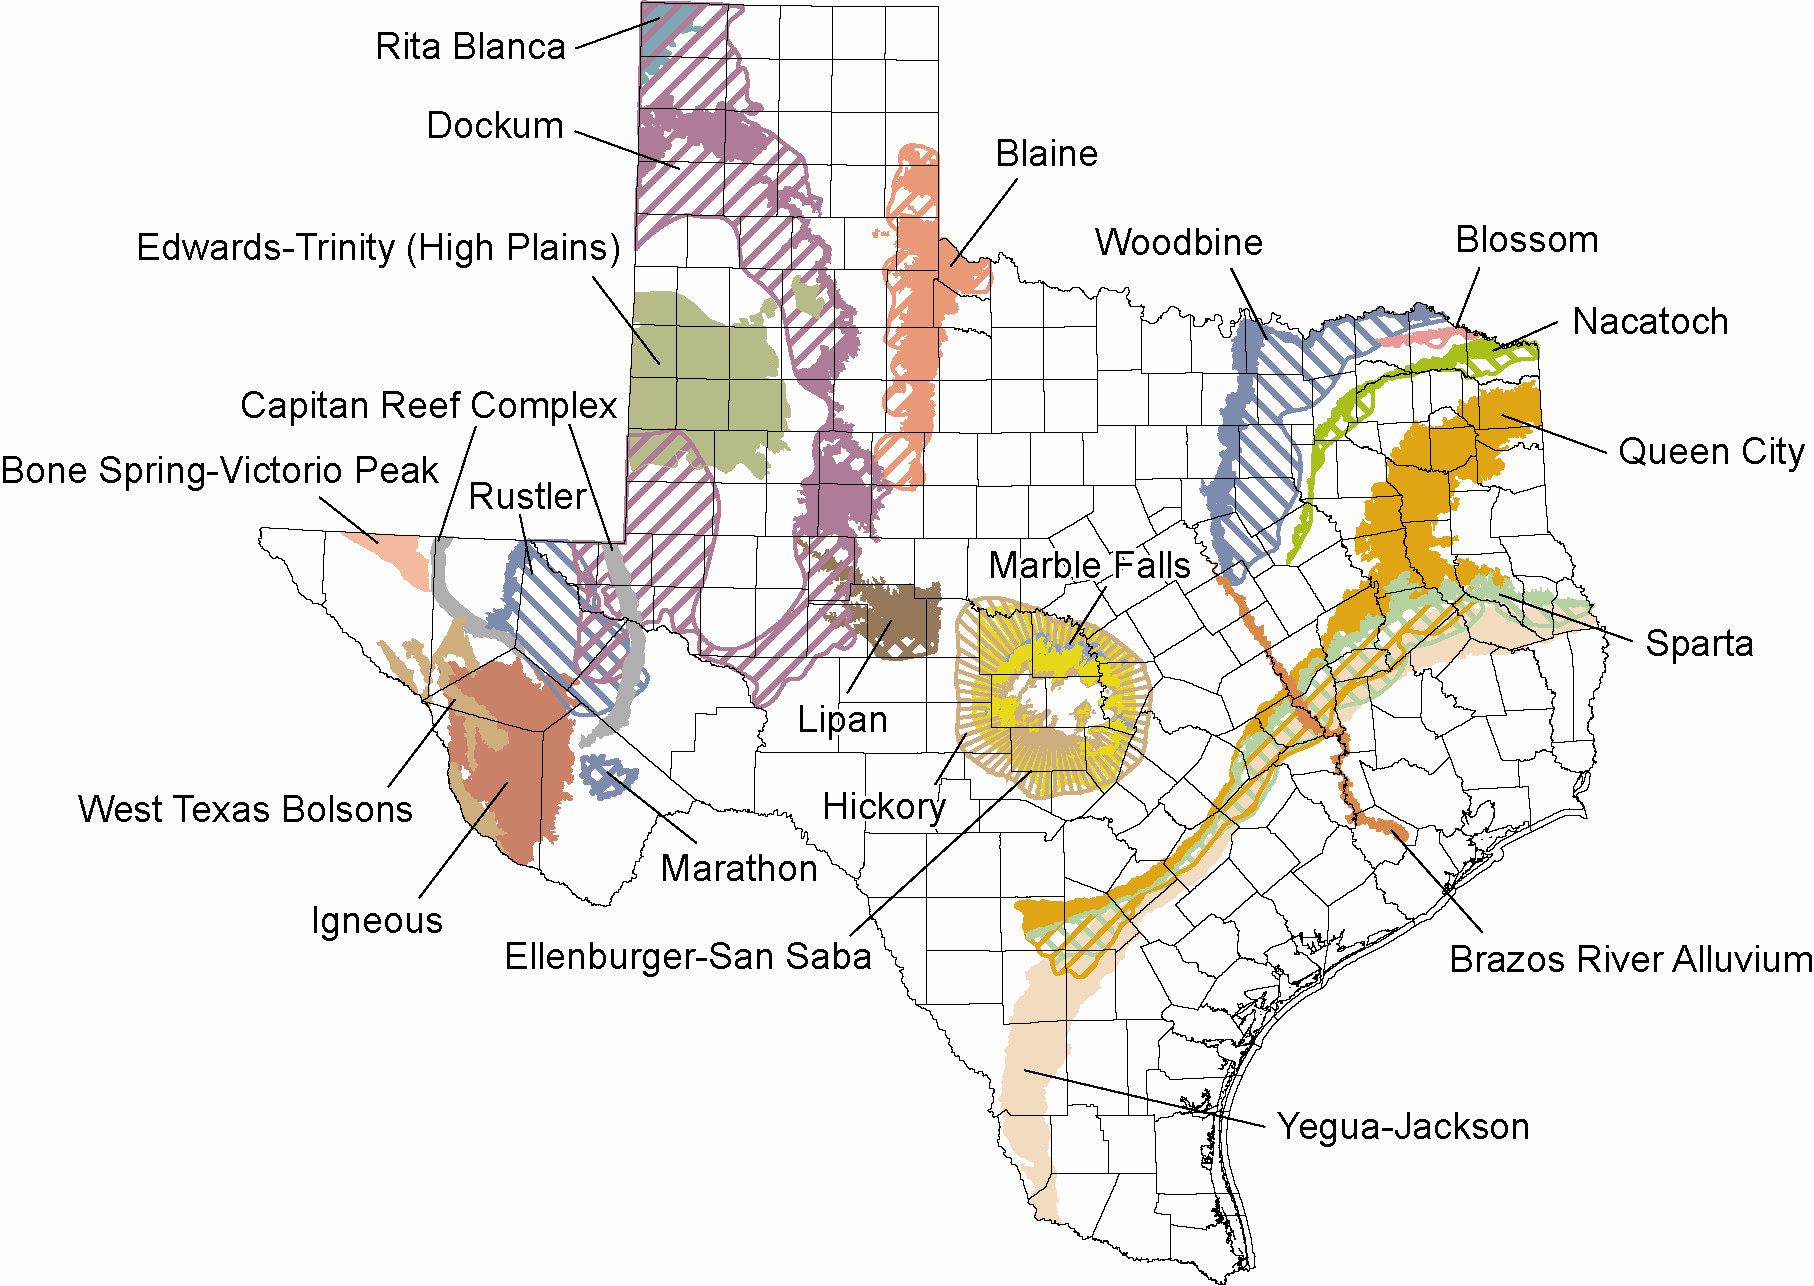 Rita Blanca
Dockum
Blaine
Edwards-Trinity (High Plains)
Woodbine
Blossom
Nacatoch
Capitan Reef Complex
Queen City
Bone Spring-Victorio Peak
Rustler
Marble Falls
Sparta
Lipan
West Texas Bolsons
Hickory
Marathon
Igneous
Ellenburger-San Saba
Brazos River Alluvium
Yegua-Jackson